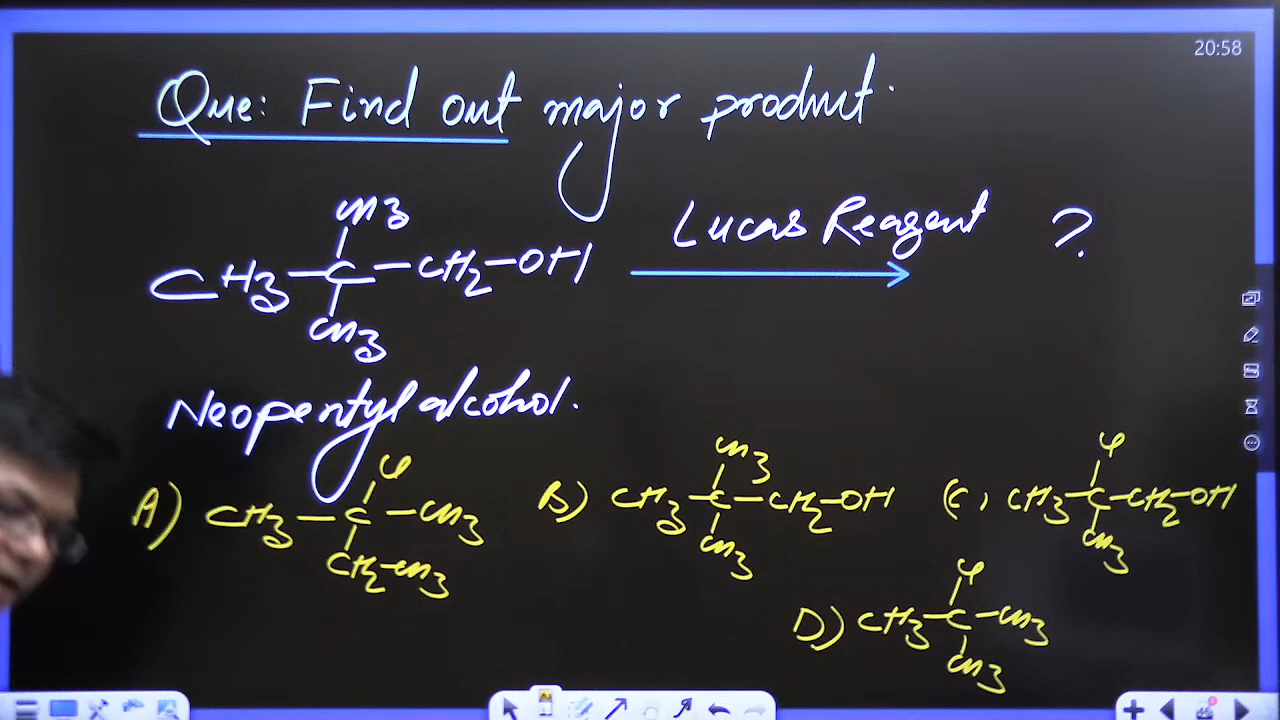 20:58
Que: Find out major product.
CH3
CH3—C—CH2—OH Lucas Reagent ?
CH3
Neopentyl alcohol.
A) CH3—C—CH3
Cl
CH2—CH3
B) CH3—C—CH2—OH
CH3
CH3
C) CH3—C—CH2—OH
Cl
CH3
D) CH3—C—CH3
Cl
CH3